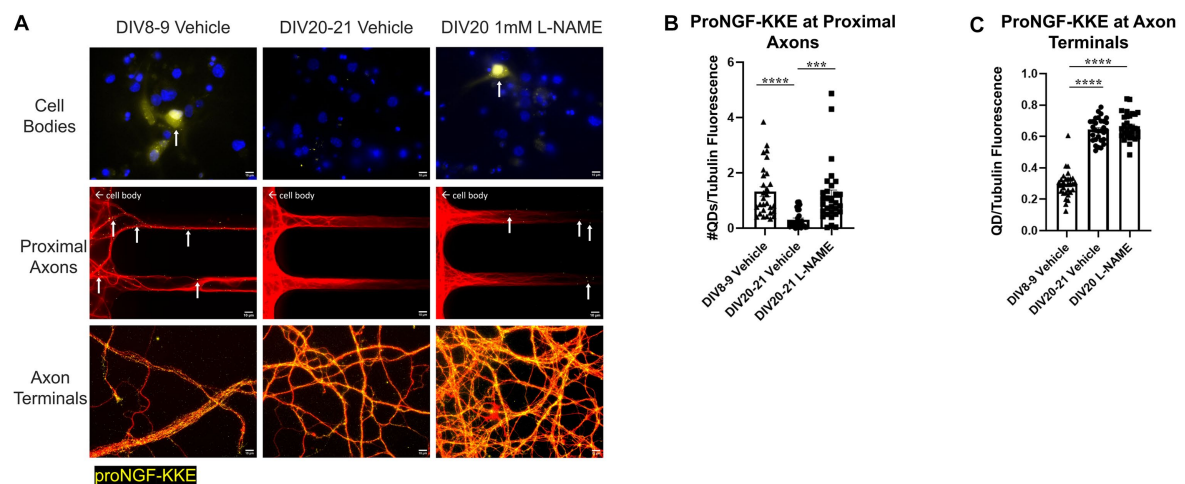 A
DIV8-9 Vehicle
DIV20-21 Vehicle
DIV20 1mM L-NAME
Cell
Bodies
← cell body
← cell body
← cell body
Proximal
Axons
Axon
Terminals
proNGF-KKE
B
ProNGF-KKE at Proximal
Axons
#QDs/Tubulin Fluorescence
6
4
2
0
****
***
DIV8-9 Vehicle
DIV20-21 Vehicle
DIV20-21 L-NAME
C
ProNGF-KKE at Axon
Terminals
QD/Tubulin Fluorescence
1.0
0.8
0.6
0.4
0.2
0.0
****
****
DIV8-9 Vehicle
DIV20-21 Vehicle
DIV20 L-NAME